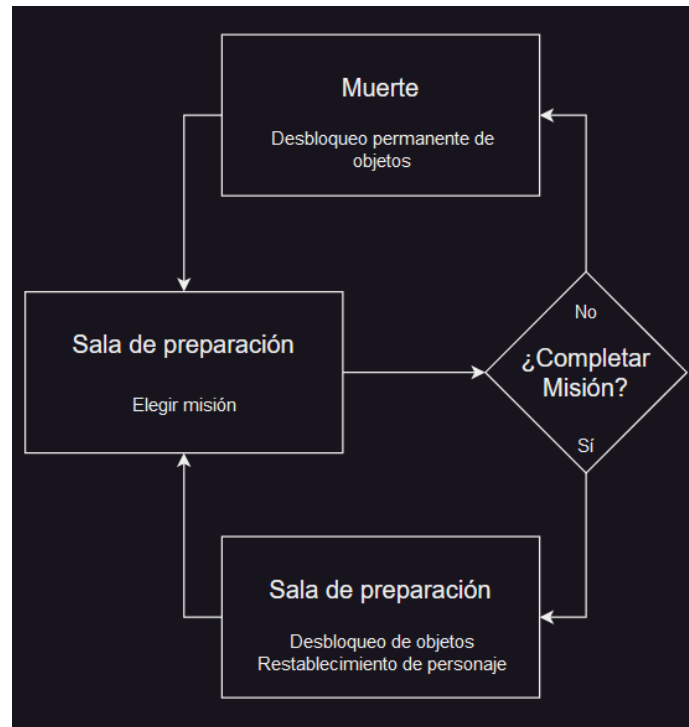 Muerte
Desbloqueo permanente de
objetos
Sala de preparación
Elegir misión
No
¿Completar
Misión?
Sí
Sala de preparación
Desbloqueo de objetos
Restablecimiento de personaje